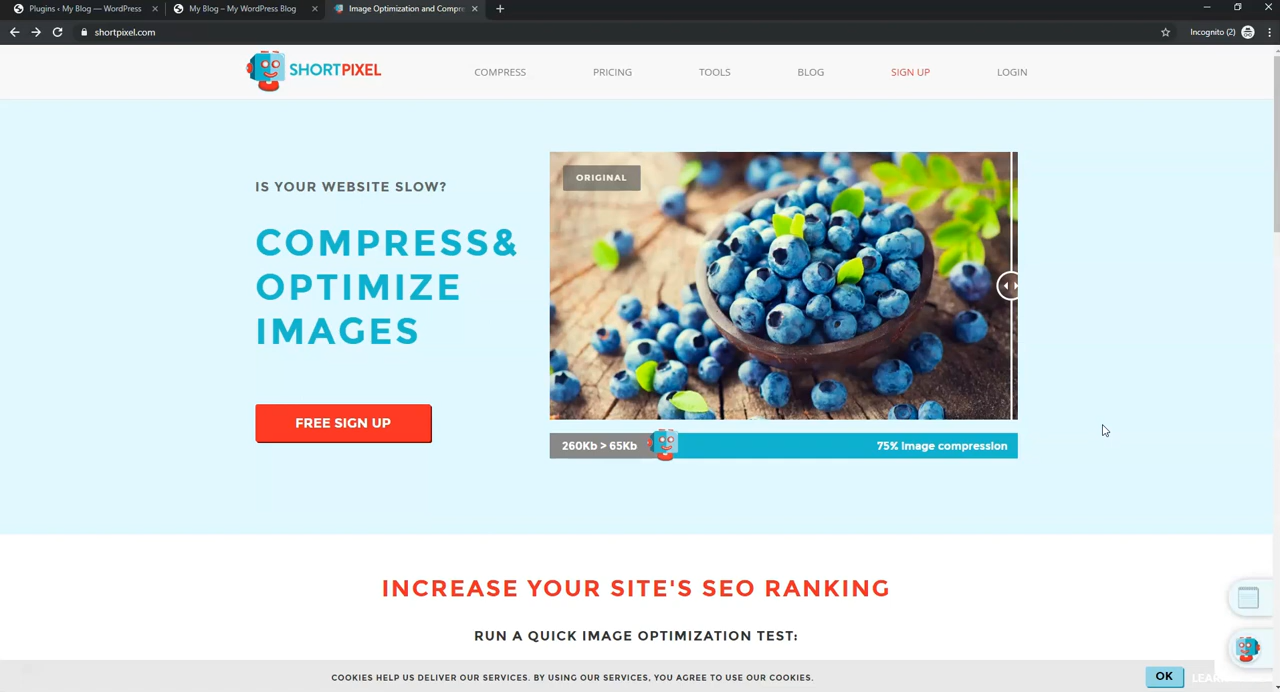 Plugins ‹ My Blog — WordPress
My Blog – My WordPress Blog
Image Optimization and Compre
shortpixel.com
Incognito (2)
SHORTPIXEL
COMPRESS
PRICING
TOOLS
BLOG
SIGN UP
LOGIN
IS YOUR WEBSITE SLOW?
COMPRESS&
OPTIMIZE
IMAGES
FREE SIGN UP
ORIGINAL
260Kb > 65Kb
75% image compression
INCREASE YOUR SITE'S SEO RANKING
RUN A QUICK IMAGE OPTIMIZATION TEST:
COOKIES HELP US DELIVER OUR SERVICES. BY USING OUR SERVICES, YOU AGREE TO USE OUR COOKIES.
OK